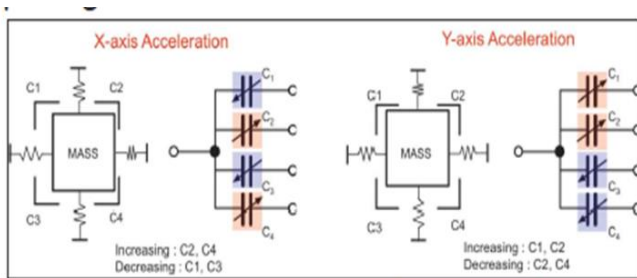 X-axis Acceleration
C1
C2
MASS
C3
C4
C1
C2
C3
C4
Increasing : C2, C4
Decreasing : C1, C3
Y-axis Acceleration
C1
C2
MASS
C3
C4
C1
C2
C3
C4
Increasing : C1, C2
Decreasing : C2, C4